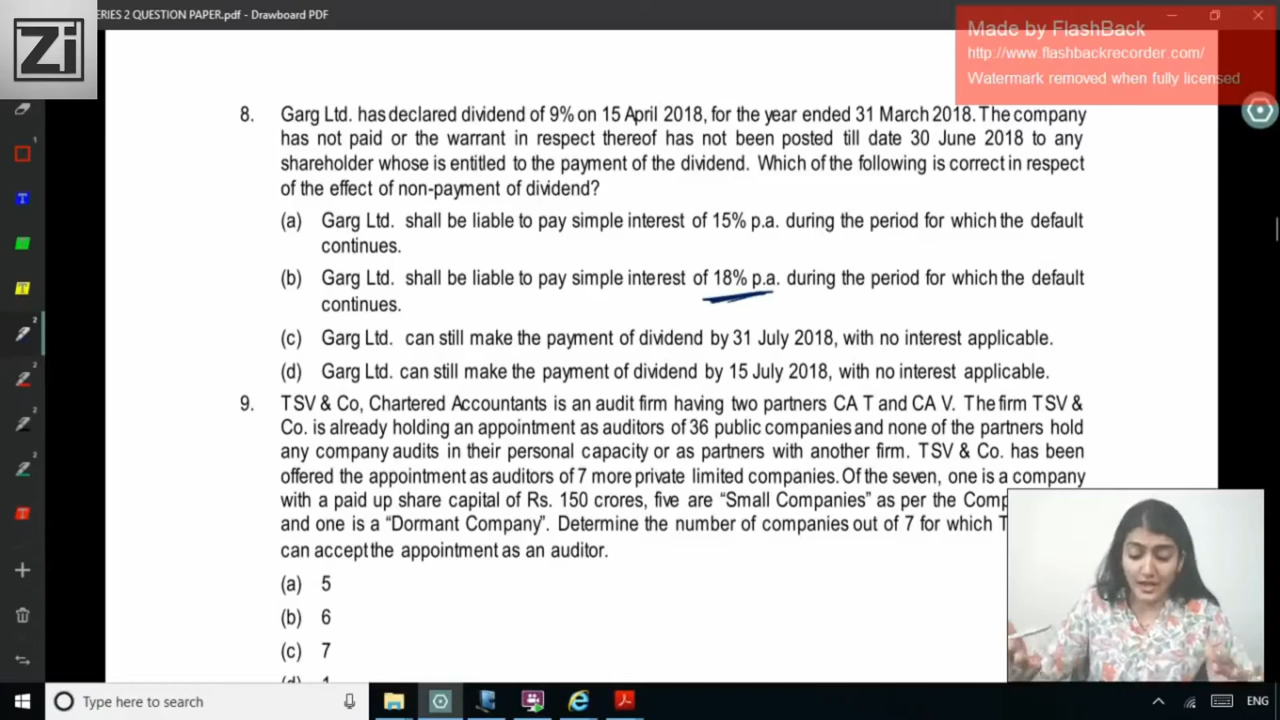 ERIES 2 QUESTION PAPER.pdf - Drawboard PDF
Zi
Made by FlashBack
http://www.flashbackrecorder.com/
Watermark removed when fully licensed
8. Garg Ltd. has declared dividend of 9% on 15 April 2018, for the year ended 31 March 2018. The company
has not paid or the warrant in respect thereof has not been posted till date 30 June 2018 to any
shareholder whose is entitled to the payment of the dividend. Which of the following is correct in respect
of the effect of non-payment of dividend?
(a) Garg Ltd. shall be liable to pay simple interest of 15% p.a. during the period for which the default
continues.
(b) Garg Ltd. shall be liable to pay simple interest of 18% p.a. during the period for which the default
continues.
(c) Garg Ltd. can still make the payment of dividend by 31 July 2018, with no interest applicable.
(d) Garg Ltd. can still make the payment of dividend by 15 July 2018, with no interest applicable.
9. TSV & Co, Chartered Accountants is an audit firm having two partners CA T and CA V. The firm TSV &
Co. is already holding an appointment as auditors of 36 public companies and none of the partners hold
any company audits in their personal capacity or as partners with another firm. TSV & Co. has been
offered the appointment as auditors of 7 more private limited companies. Of the seven, one is a company
with a paid up share capital of Rs. 150 crores, five are “Small Companies” as per the Comp
and one is a “Dormant Company”. Determine the number of companies out of 7 for which T
can accept the appointment as an auditor.
(a) 5
(b) 6
(c) 7
Type here to search
ENG